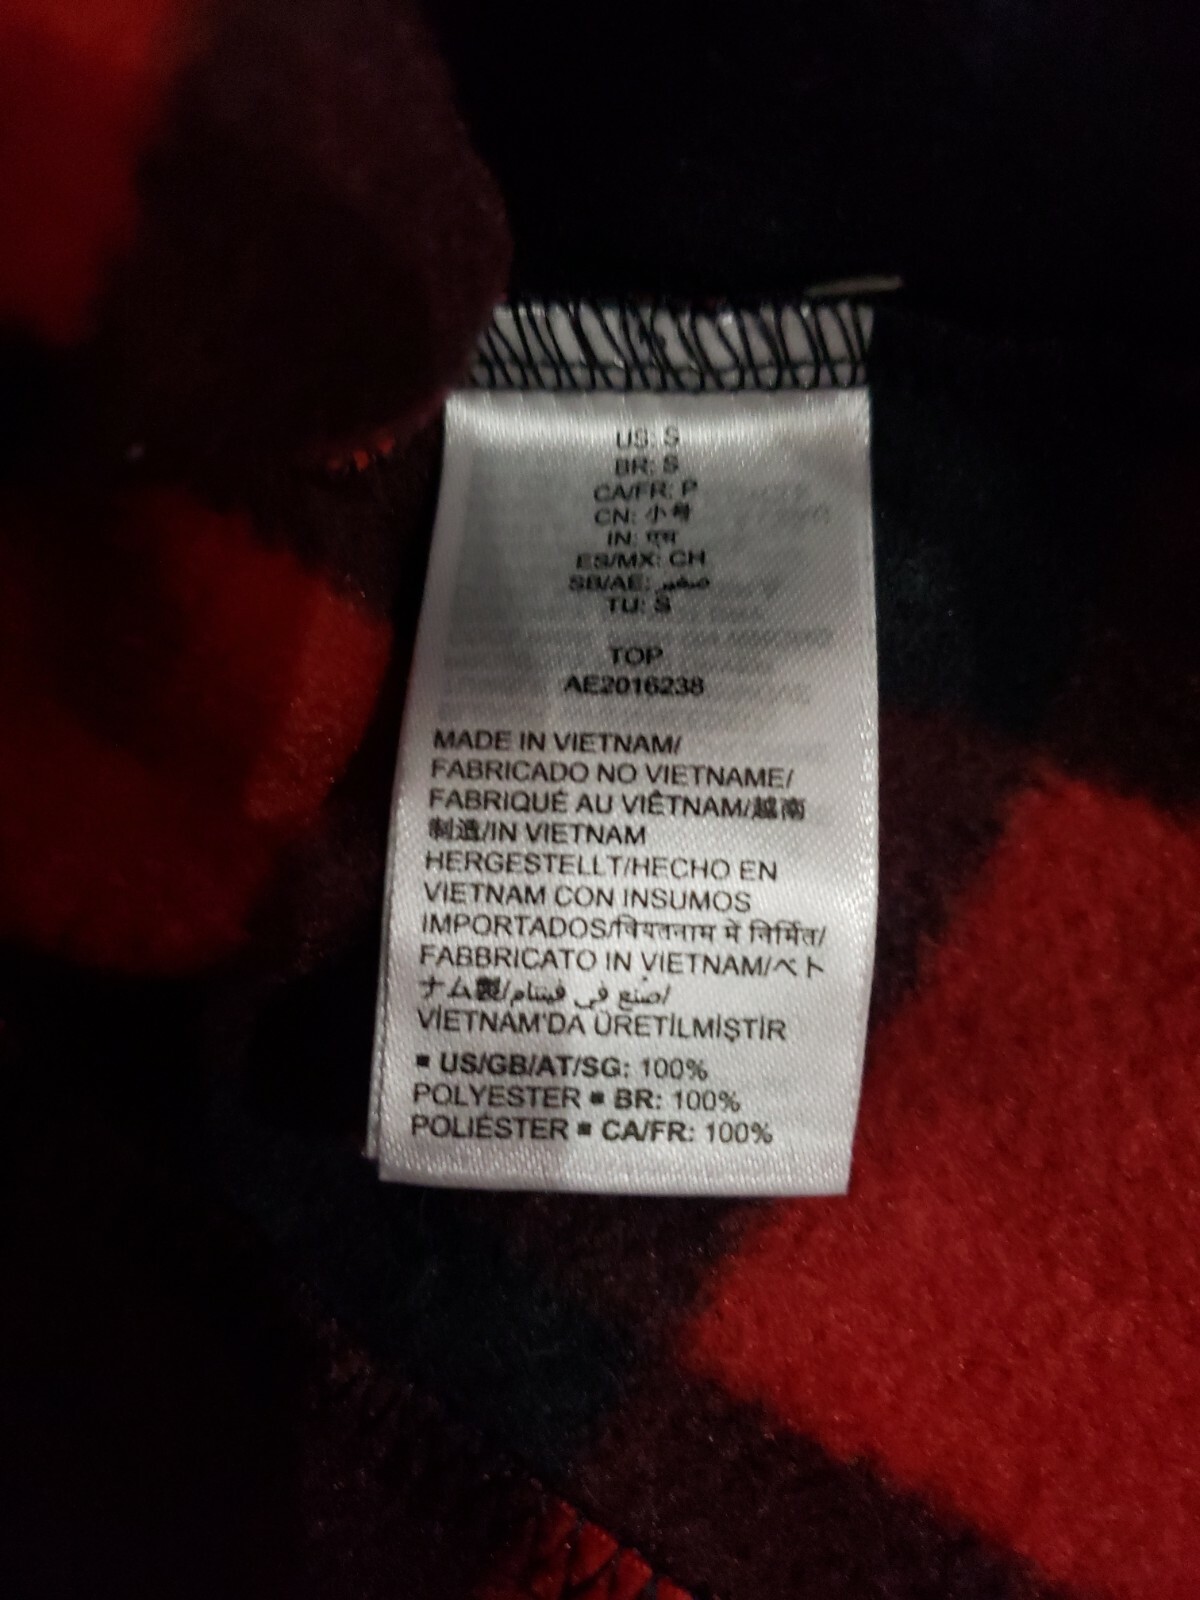 US: S
BR: S
CA/FR: P
CN: 小号
IN: एस
ES/MX: CH
SB/AE: صغير
TU: S
TOP
AE2016238
MADE IN VIETNAM/
FABRICADO NO VIETNAME/
FABRIQUÉ AU VIÊTNAM/越南
制造/IN VIETNAM
HERGESTELLT/HECHO EN
VIETNAM CON INSUMOS
IMPORTADOS/वियतनाम में निर्मित/
FABBRICATO IN VIETNAM/ベト
ナム製/صنع في فيتنام/
VİETNAM'DA ÜRETİLMİŞTİR
▪ US/GB/AT/SG: 100%
POLYESTER ▪ BR: 100%
POLIÉSTER ▪ CA/FR: 100%